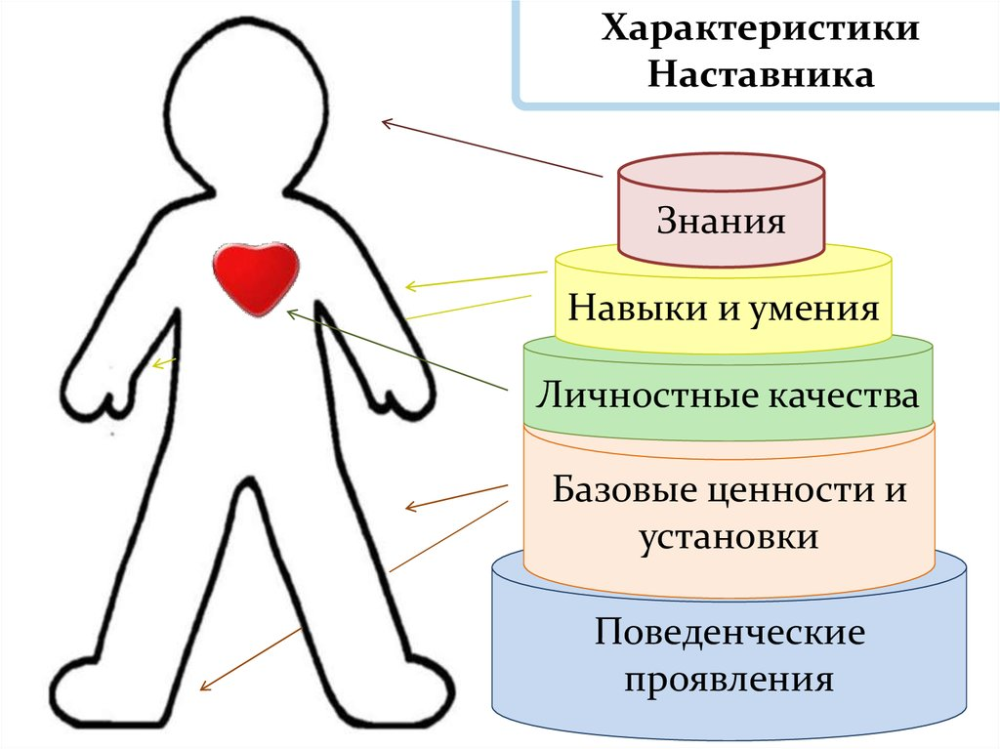 Характеристики
Наставника
Знания
Навыки и умения
Личностные качества
Базовые ценности и
установки
Поведенческие
проявления